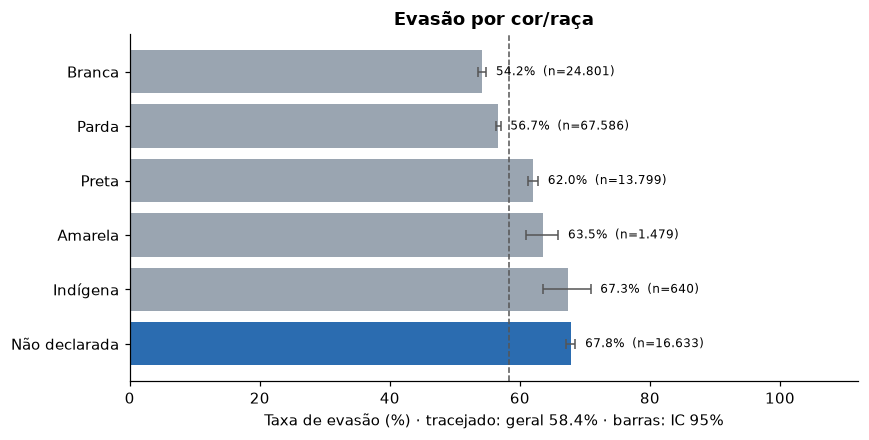 Evasão por cor/raça
Branca
54.2% (n=24.801)
Parda
56.7% (n=67.586)
Preta
62.0% (n=13.799)
Amarela
63.5% (n=1.479)
Indígena
67.3% (n=640)
Não declarada
67.8% (n=16.633)
0 20 40 60 80 100
Taxa de evasão (%) · tracejado: geral 58.4% · barras: IC 95%